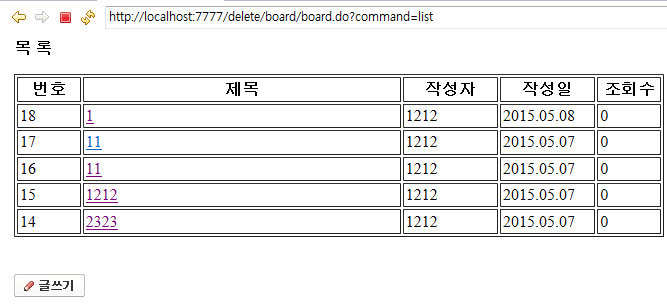 http://localhost:7777/delete/board/board.do?command=list
목 록
번호 제목 작성자 작성일 조회수
18 1 1212 2015.05.08 0
17 11 1212 2015.05.07 0
16 11 1212 2015.05.07 0
15 1212 1212 2015.05.07 0
14 2323 1212 2015.05.07 0
글쓰기